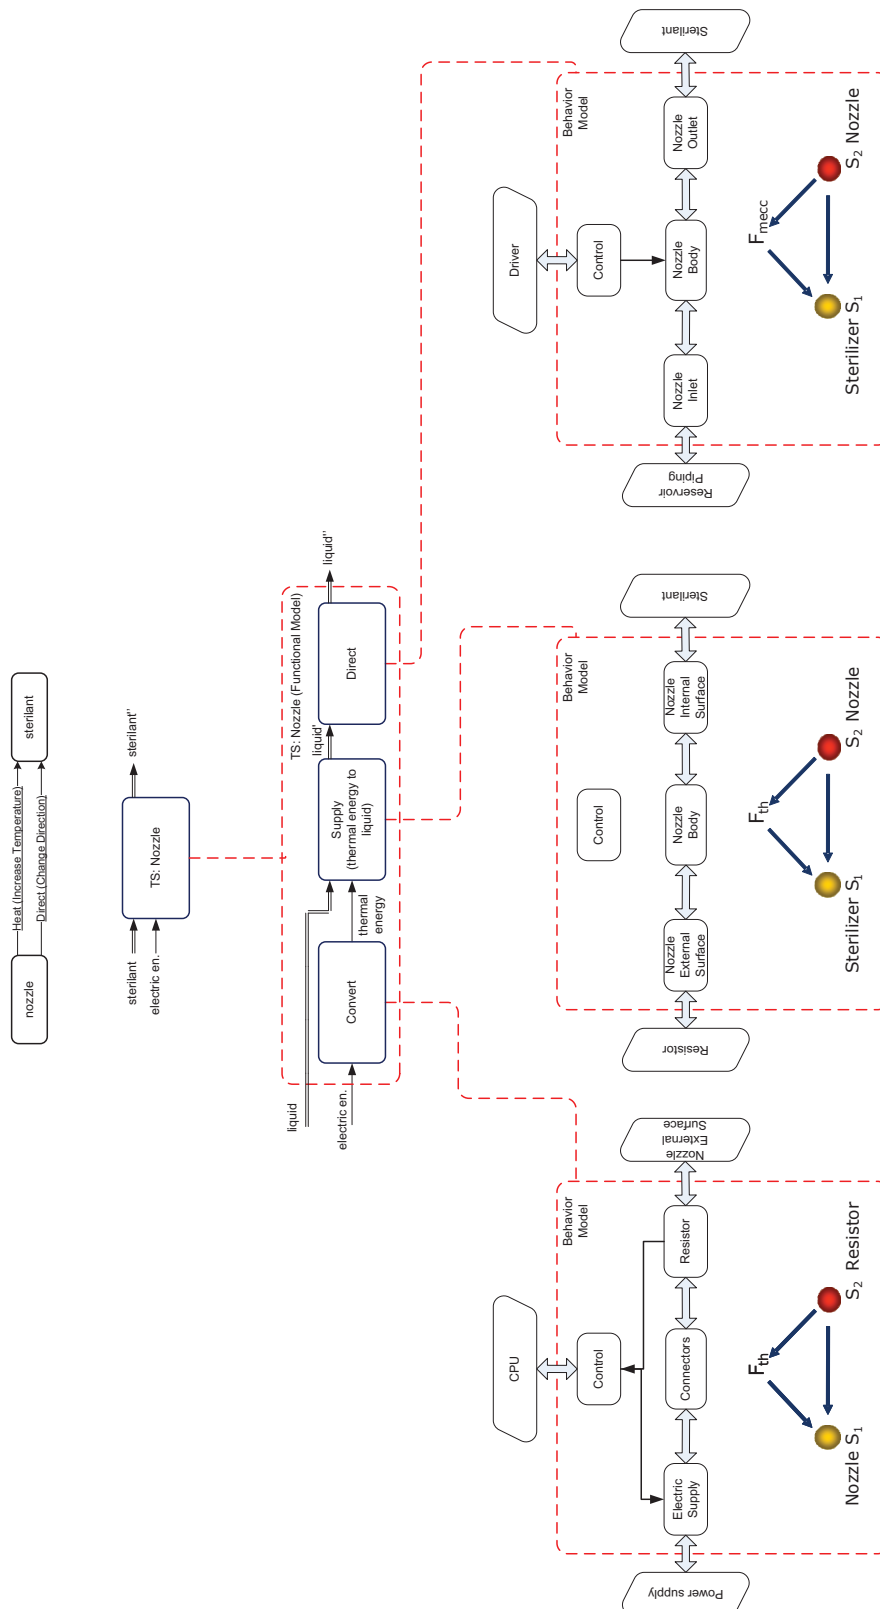 nozzle
Heat (Increase Temperature)
Direct (Change Direction)
sterilant
sterilant
electric en.
TS: Nozzle
sterilant"
TS: Nozzle (Functional Model)
liquid
electric en.
Convert
thermal
energy
Supply
(thermal energy to
liquid)
liquid'
Direct
liquid"
Behavior
Model
CPU
Control
Power supply
Electric
Supply
Connectors
Resistor
Nozzle
External
Surface
Fth
Nozzle S1
S2 Resistor
Behavior
Model
Control
Resistor
Nozzle
External
Surface
Nozzle
Body
Nozzle
Internal
Surface
Sterilant
Fth
Sterilizer S1
S2 Nozzle
Behavior
Model
Driver
Control
Reservoir
Piping
Nozzle
Inlet
Nozzle
Body
Nozzle
Outlet
Sterilant
Fmecc
Sterilizer S1
S2 Nozzle